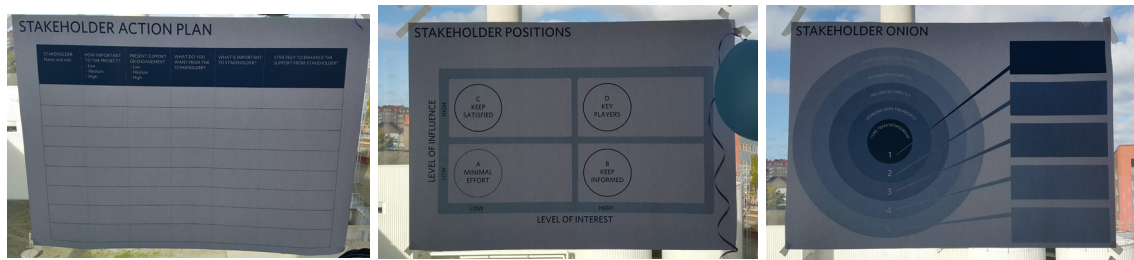 STAKEHOLDER ACTION PLAN
STAKEHOLDER
Name and role
HOW IMPORTANT
TO THE PROJECT?
- Low
- Medium
- High
PRESENT SUPPORT
OR ENGAGEMENT
- Low
- Medium
- High
WHAT DO YOU
WANT FROM THE
STAKEHOLDER?
WHAT IS IMPORTANT
TO STAKEHOLDER?
STRATEGY TO ENHANCE THE
SUPPORT FROM STAKEHOLDER?
STAKEHOLDER POSITIONS
LEVEL OF INFLUENCE
HIGH
LOW
C
KEEP
SATISFIED
D
KEY
PLAYERS
A
MINIMAL
EFFORT
B
KEEP
INFORMED
LOW
HIGH
LEVEL OF INTEREST
STAKEHOLDER ONION
1
2
3
4